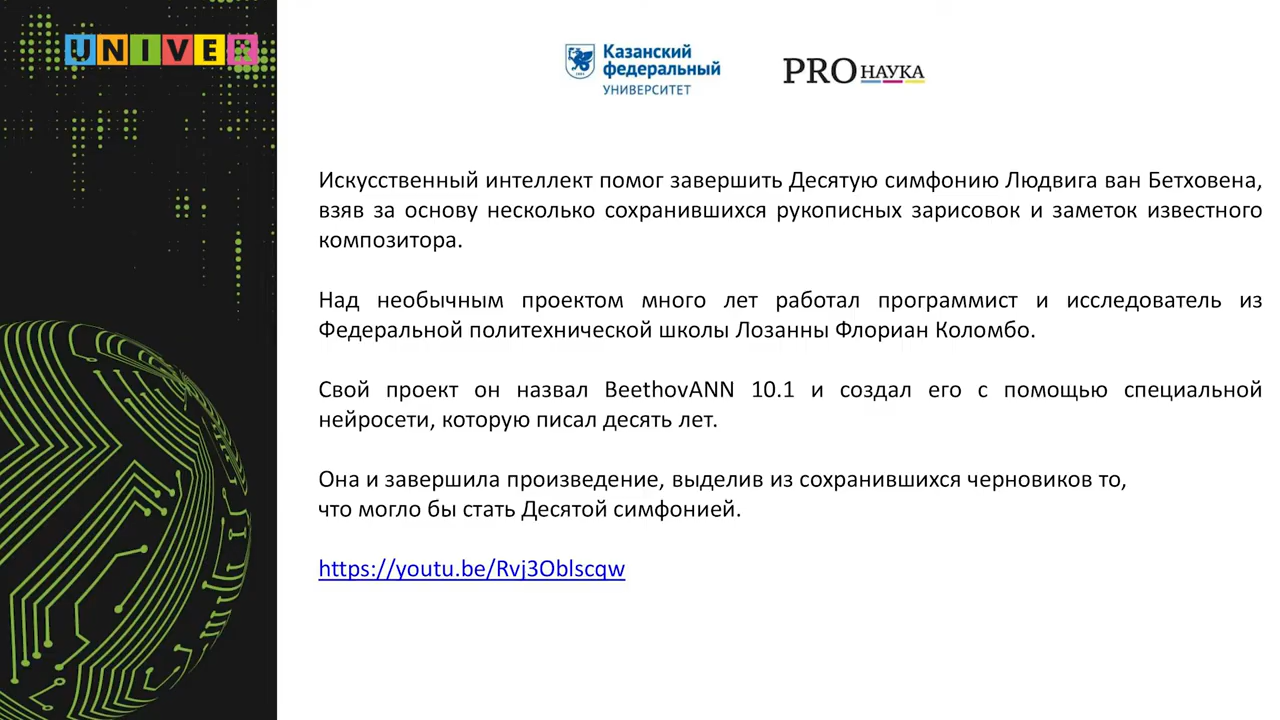 UNIVER
Казанский
федеральный
УНИВЕРСИТЕТ
PRO НАУКА
Искусственный интеллект помог завершить Десятую симфонию Людвига ван Бетховена,
взяв за основу несколько сохранившихся рукописных зарисовок и заметок известного
композитора.
Над необычным проектом много лет работал программист и исследователь из
Федеральной политехнической школы Лозанны Флориан Коломбо.
Свой проект он назвал BeethovANN 10.1 и создал его с помощью специальной
нейросети, которую писал десять лет.
Она и завершила произведение, выделив из сохранившихся черновиков то,
что могло бы стать Десятой симфонией.
https://youtu.be/Rvj3Oblscqw